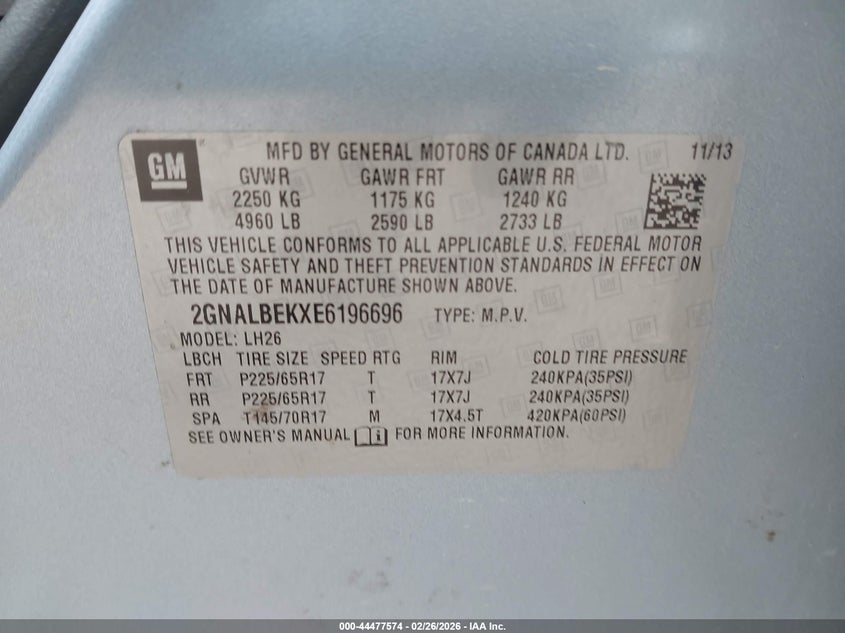 GM MFD BY GENERAL MOTORS OF CANADA LTD. 11/13
GVWR GAWR FRT GAWR RR
2250 KG 1175 KG 1240 KG
4960 LB 2590 LB 2733 LB
THIS VEHICLE CONFORMS TO ALL APPLICABLE U.S. FEDERAL MOTOR
VEHICLE SAFETY AND THEFT PREVENTION STANDARDS IN EFFECT ON
THE DATE OF MANUFACTURE SHOWN ABOVE.
2GNALBEKXE6196696 TYPE: M.P.V.
MODEL: LH26
LBCH TIRE SIZE SPEED RTG RIM COLD TIRE PRESSURE
FRT P225/65R17 T 17X7J 240KPA(35PSI)
RR P225/65R17 T 17X7J 240KPA(35PSI)
SPA T145/70R17 M 17X4.5T 420KPA(60PSI)
SEE OWNER'S MANUAL FOR MORE INFORMATION.
000-44477574 | 02/26/2026 - IAA Inc.